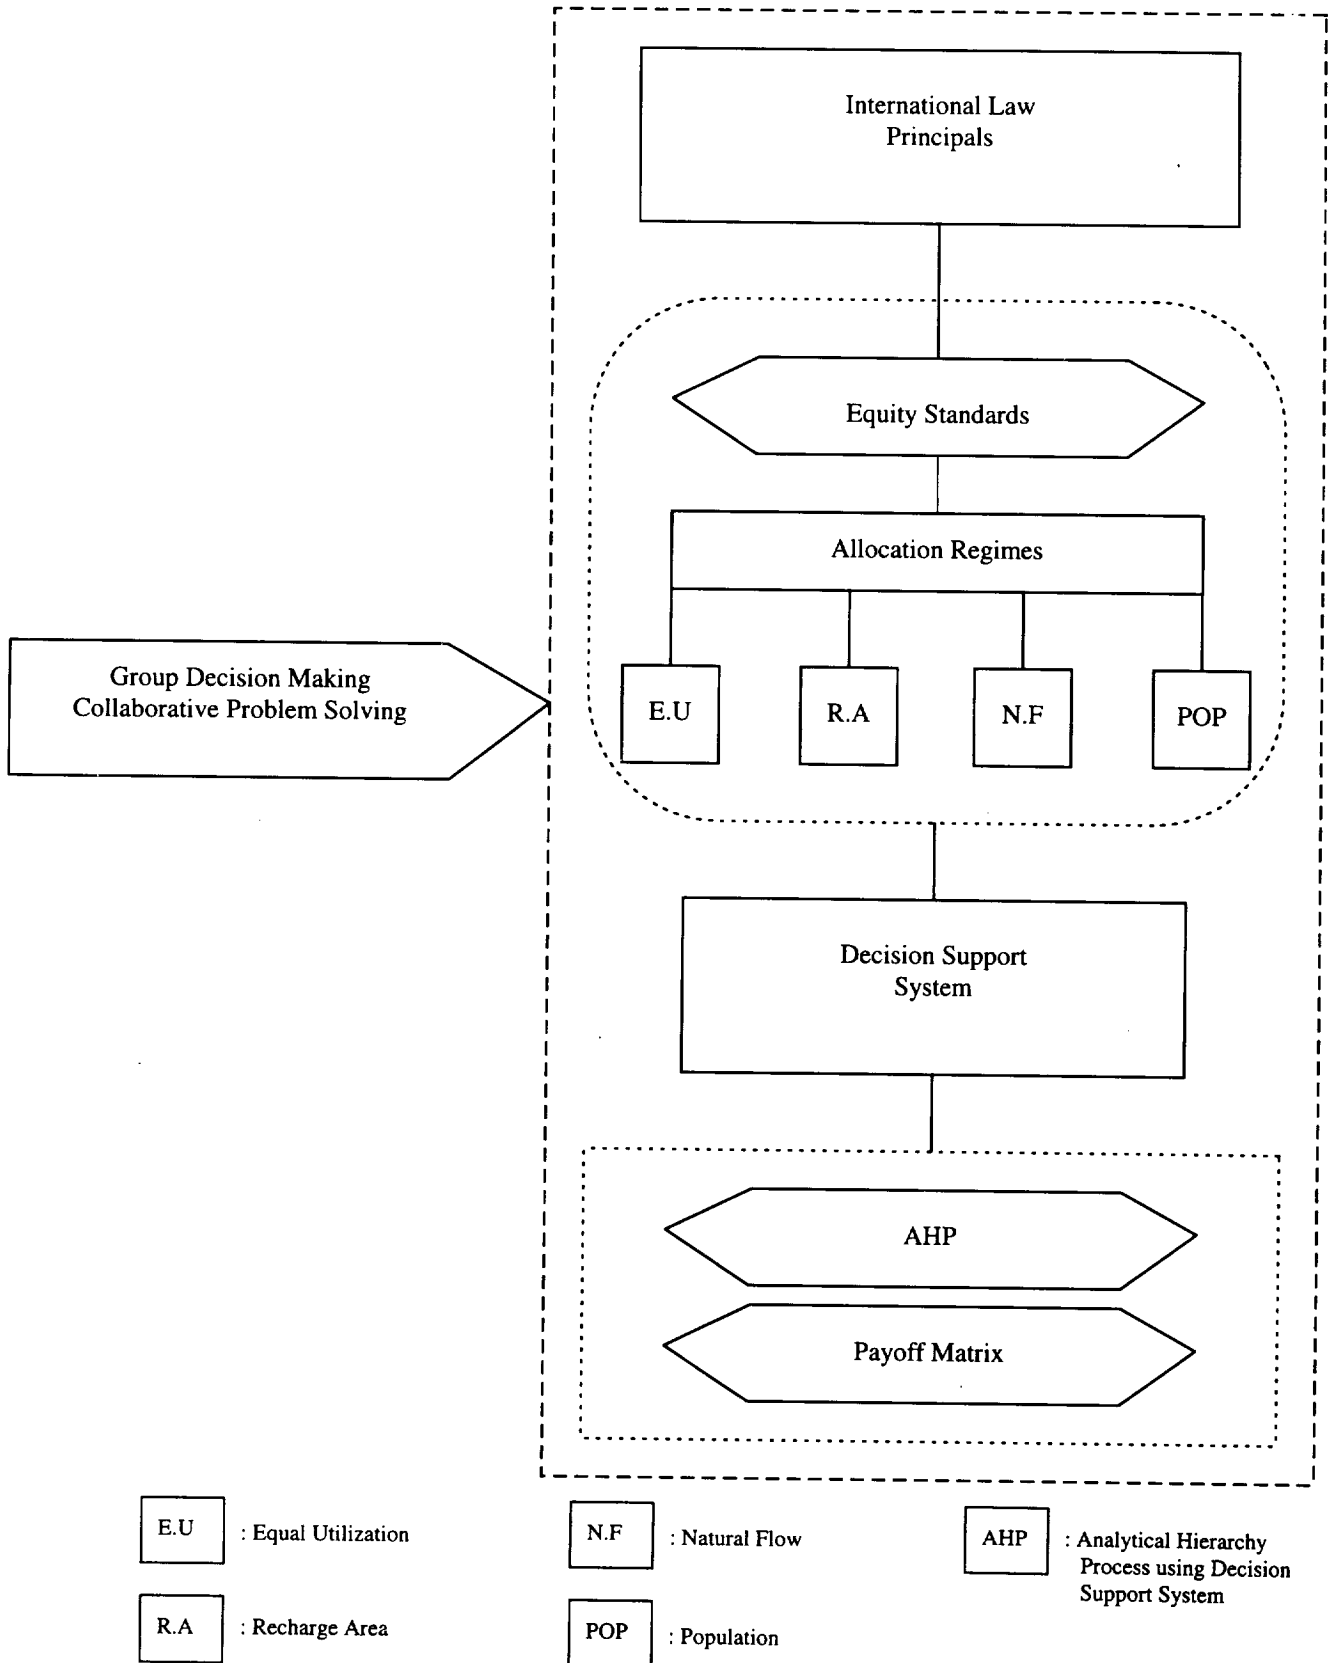 International Law
Principals
Equity Standards
Allocation Regimes
E.U
R.A
N.F
POP
Group Decision Making
Collaborative Problem Solving
Decision Support
System
AHP
Payoff Matrix
E.U : Equal Utilization
N.F : Natural Flow
AHP : Analytical Hierarchy
Process using Decision
Support System
R.A : Recharge Area
POP : Population